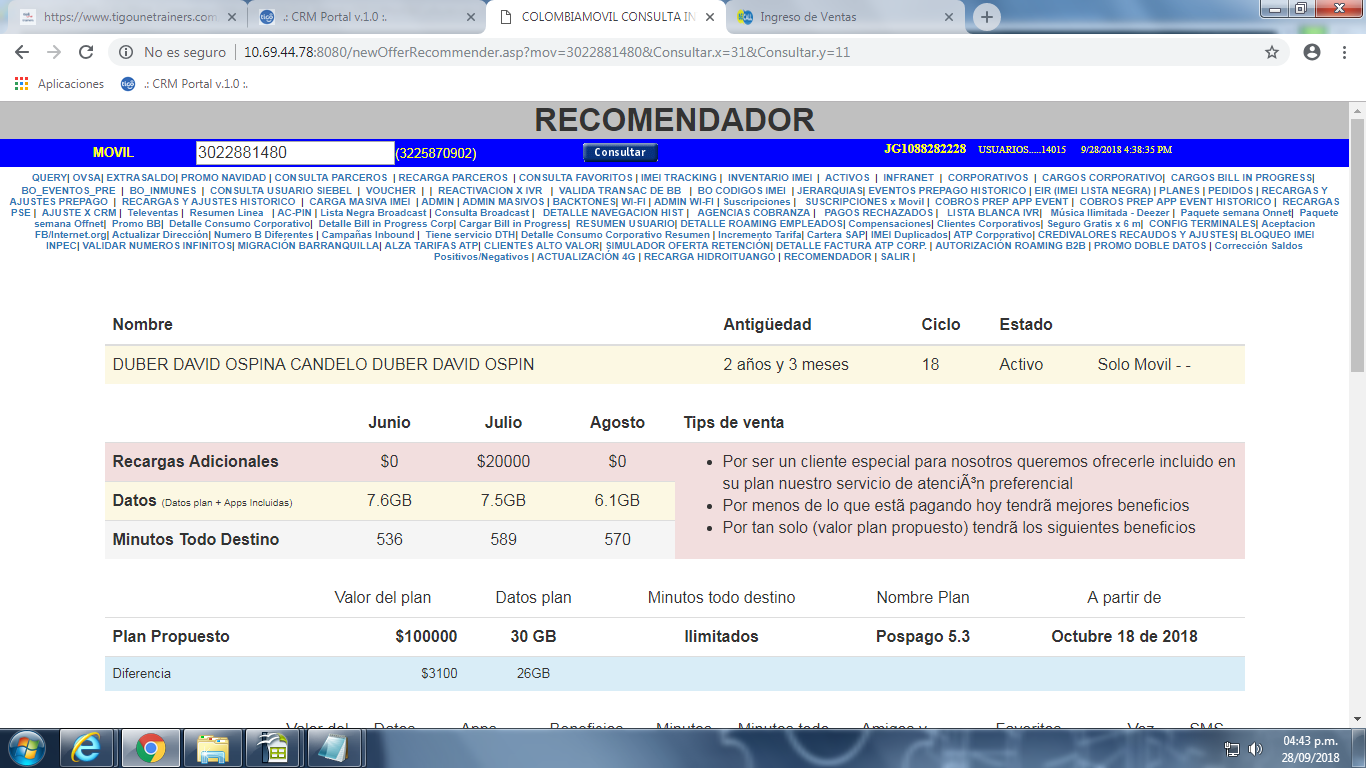 https://www.tigounetrainers.com
.: CRM Portal v.1.0 :.
COLOMBIAMOVIL CONSULTA IN
Ingreso de Ventas
No es seguro
10.69.44.78:8080/newOfferRecommender.asp?mov=3022881480&Consultar.x=31&Consultar.y=11
Aplicaciones
.: CRM Portal v.1.0 :.
RECOMENDADOR
MOVIL 3022881480 (3225870902) Consultar JG1088282228 USUARIOS.....14015 9/28/2018 4:38:35 PM
QUERY| OVSA| EXTRASALDO| PROMO NAVIDAD | CONSULTA PARCEROS | RECARGA PARCEROS | CONSULTA FAVORITOS | IMEI TRACKING | INVENTARIO IMEI | ACTIVOS | INFRANET | CORPORATIVOS | CARGOS CORPORATIVO| CARGOS BILL IN PROGRESS|
BO_EVENTOS_PRE | BO_INMUNES | CONSULTA USUARIO SIEBEL | VOUCHER | | REACTIVACION X IVR | VALIDA TRANSAC DE BB | BO CODIGOS IMEI | JERARQUIAS| EVENTOS PREPAGO HISTORICO | EIR (IMEI LISTA NEGRA) | PLANES | PEDIDOS | RECARGAS Y
AJUSTES PREPAGO | RECARGAS Y AJUSTES HISTORICO | CARGA MASIVA IMEI | ADMIN | ADMIN MASIVOS | BACKTONES| WI-FI | ADMIN WI-FI | Suscripciones | SUSCRIPCIONES x Movil | COBROS PREP APP EVENT | COBROS PREP APP EVENT HISTORICO | RECARGAS
PSE | AJUSTE X CRM | Televentas | Resumen Linea | AC-PIN | Lista Negra Broadcast | Consulta Broadcast | DETALLE NAVEGACION HIST | AGENCIAS COBRANZA | PAGOS RECHAZADOS | LISTA BLANCA IVR| Música Ilimitada - Deezer | Paquete semana Onnet| Paquete
semana Offnet| Promo BB| Detalle Consumo Corporativo| Detalle Bill in Progress Corp| Cargar Bill in Progress| RESUMEN USUARIO| DETALLE ROAMING EMPLEADOS| Compensaciones| Clientes Corporativos| Seguro Gratis x 6 m| CONFIG TERMINALES| Aceptacion
FB/Internet.org| Actualizar Dirección| Numero B Diferentes | Campañas Inbound | Tiene servicio DTH| Detalle Consumo Corporativo Resumen | Incremento Tarifa| Cartera SAP| IMEI Duplicados| ATP Corporativo| CREDIVALORES RECAUDOS Y AJUSTES| BLOQUEO IMEI
INPEC| VALIDAR NUMEROS INFINITOS| MIGRACIÓN BARRANQUILLA| ALZA TARIFAS ATP| CLIENTES ALTO VALOR| SIMULADOR OFERTA RETENCIÓN| DETALLE FACTURA ATP CORP. | AUTORIZACIÓN ROAMING B2B | PROMO DOBLE DATOS | Corrección Saldos
Positivos/Negativos | ACTUALIZACIÓN 4G | RECARGA HIDROITUANGO | RECOMENDADOR | SALIR |
Nombre Antigüedad Ciclo Estado
DUBER DAVID OSPINA CANDELO DUBER DAVID OSPIN 2 años y 3 meses 18 Activo Solo Movil - -
Junio Julio Agosto Tips de venta
Recargas Adicionales $0 $20000 $0
Datos (Datos plan + Apps Incluidas) 7.6GB 7.5GB 6.1GB
Minutos Todo Destino 536 589 570
• Por ser un cliente especial para nosotros queremos ofrecerle incluido en
su plan nuestro servicio de atenciÃ³n preferencial
• Por menos de lo que estã pagando hoy tendrã mejores beneficios
• Por tan solo (valor plan propuesto) tendrã los siguientes beneficios
Valor del plan Datos plan Minutos todo destino Nombre Plan A partir de
Plan Propuesto $100000 30 GB Ilimitados Pospago 5.3 Octubre 18 de 2018
Diferencia $3100 26GB
Valor del Datos Apps Beneficios Minutos Minutos todo Amigos y Favoritos Voz SMS
04:43 p.m.
28/09/2018